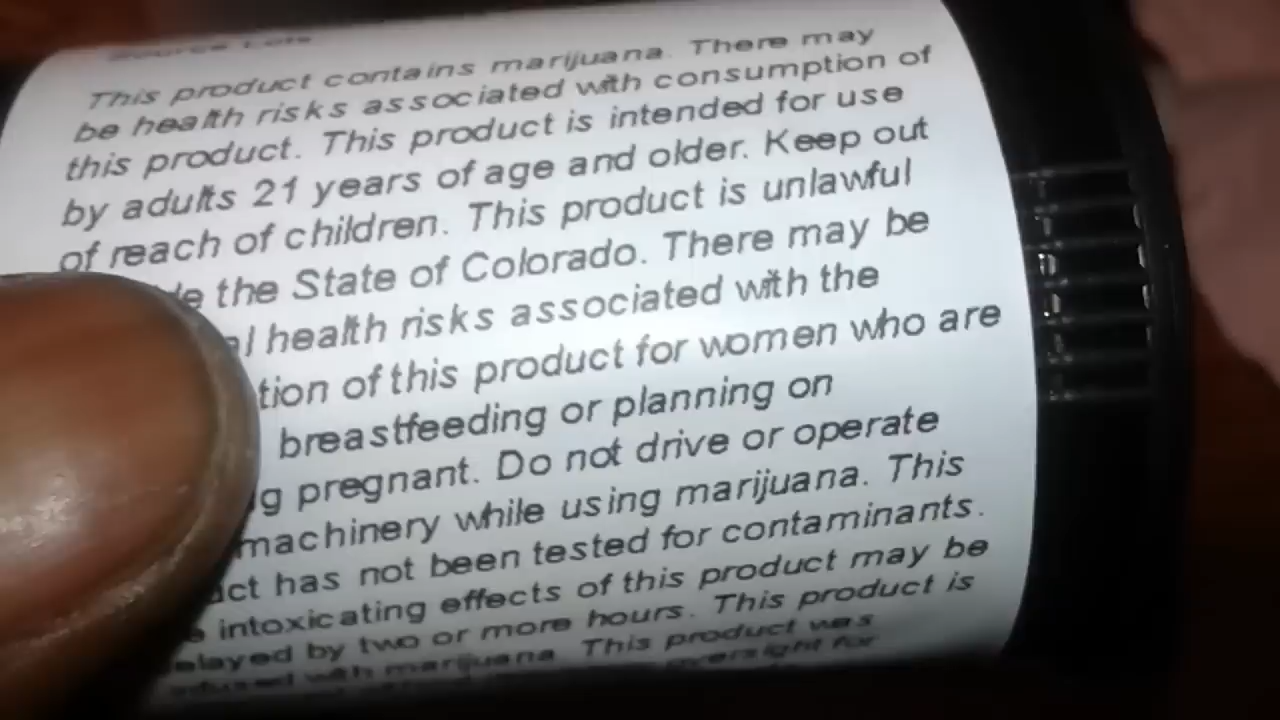 This product contains marijuana. There may
be health risks associated with consumption of
this product. This product is intended for use
by adults 21 years of age and older. Keep out
of reach of children. This product is unlawful
the State of Colorado. There may be
health risks associated with the
tion of this product for women who are
breastfeeding or planning on
pregnant. Do not drive or operate
machinery while using marijuana. This
has not been tested for contaminants.
intoxicating effects of this product may be
elayed by two or more hours. This product is
infused with marijuana. This product was
oversight for